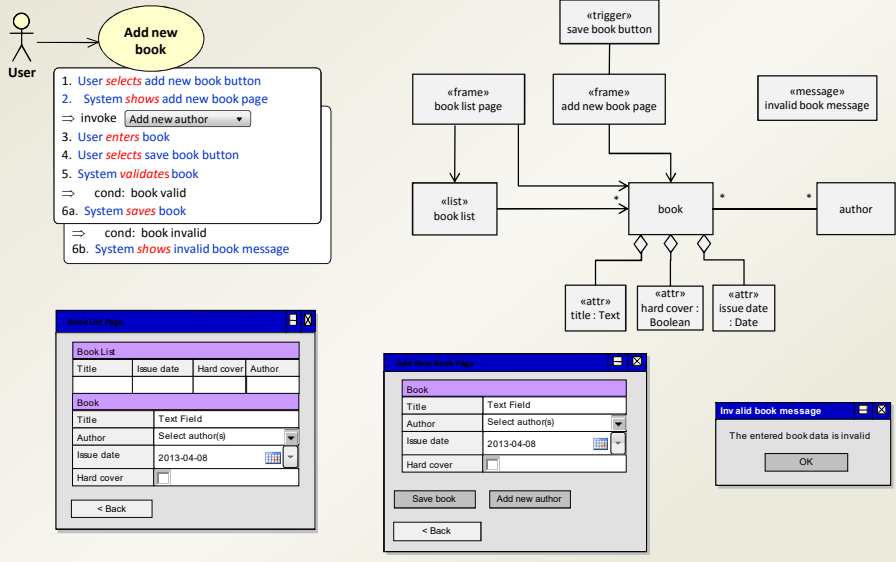 User
Add new
book
1. User selects add new book button
2. System shows add new book page
⇒ invoke Add new author
3. User enters book
4. User selects save book button
5. System validates book
⇒ cond: book valid
6a. System saves book
⇒ cond: book invalid
6b. System shows invalid book message
«trigger»
save book button
«frame»
book list page
«frame»
add new book page
«message»
invalid book message
«list»
book list
*
book
*
*
author
«attr»
title : Text
«attr»
hard cover :
Boolean
«attr»
issue date
: Date
Book List Page
Book List
Title Issue date Hard cover Author
Book
Title Text Field
Author Select author(s)
Issue date 2013-04-08
Hard cover
< Back
Add New Book Page
Book
Title Text Field
Author Select author(s)
Issue date 2013-04-08
Hard cover
Save book Add new author
< Back
Invalid book message
The entered book data is invalid
OK